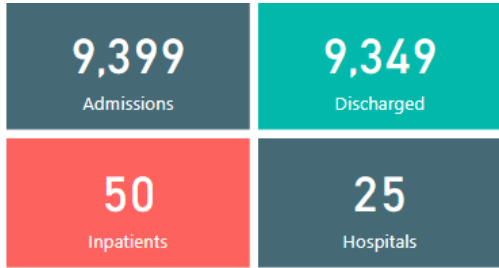 9,399
Admissions
9,349
Discharged
50
Inpatients
25
Hospitals